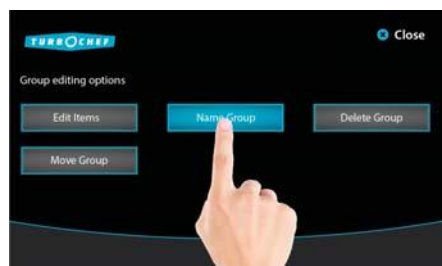 TURBOCHEF
Close
Group editing options
Edit Items
Name Group
Delete Group
Move Group